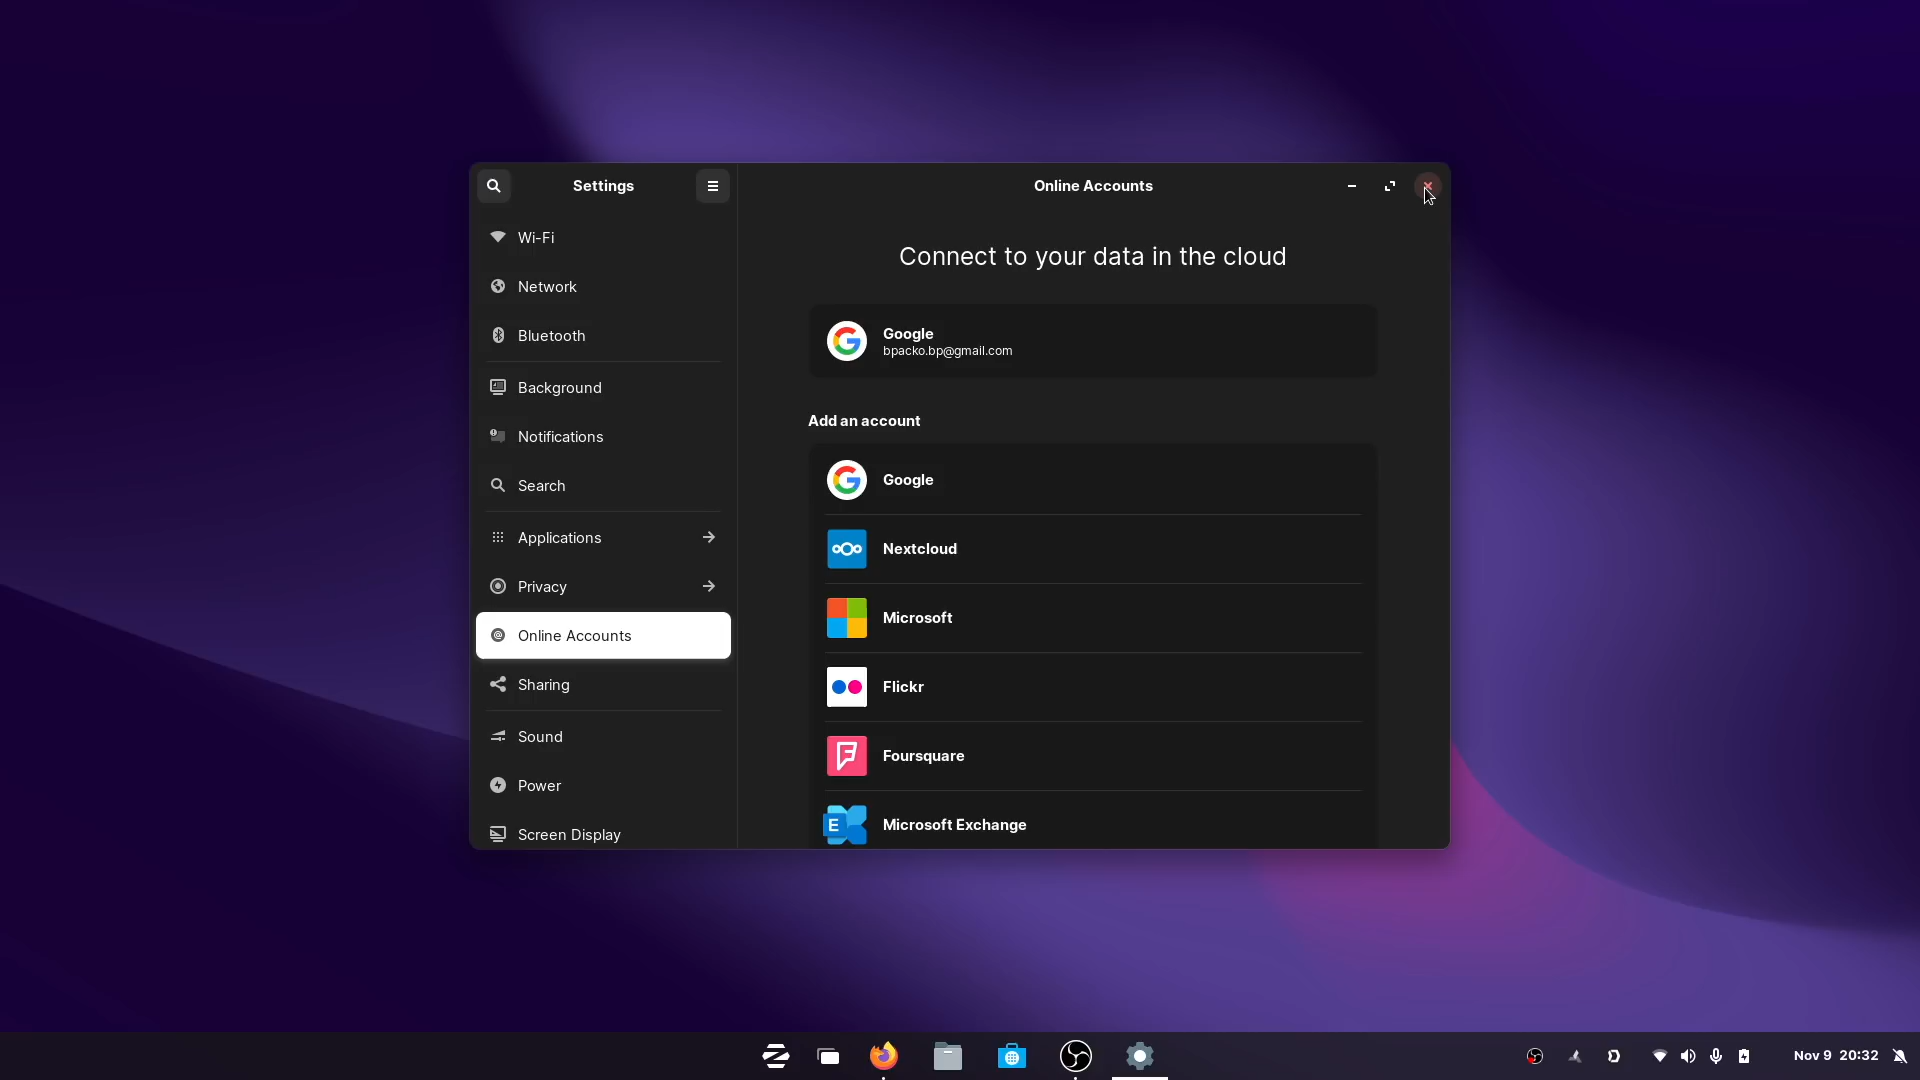 Settings
Online Accounts
Wi-Fi
Network
Bluetooth
Background
Notifications
Search
Applications
Privacy
Online Accounts
Sharing
Sound
Power
Screen Display
Connect to your data in the cloud
Google
bpacko.bp@gmail.com
Add an account
Google
Nextcloud
Microsoft
Flickr
Foursquare
E
Microsoft Exchange
Nov 9 20:32